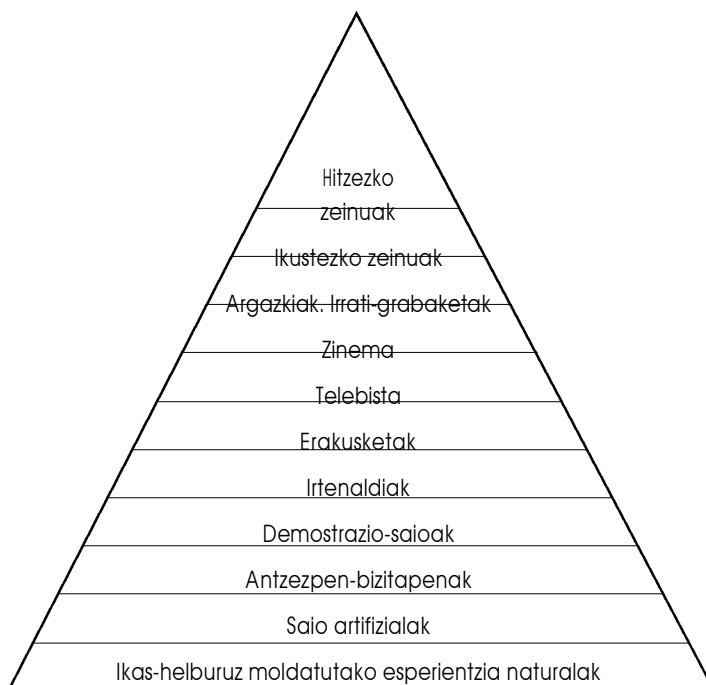 Hitzezko
zeinuak
Ikustezko zeinuak
Argazkiak. Irrati-grabaketak
Zinema
Telebista
Erakusketak
Irtenaldiak
Demostrazio-saioak
Antzezpen-bizitapenak
Saio artifizialak
Ikas-helburuz moldatutako esperientzia naturalak